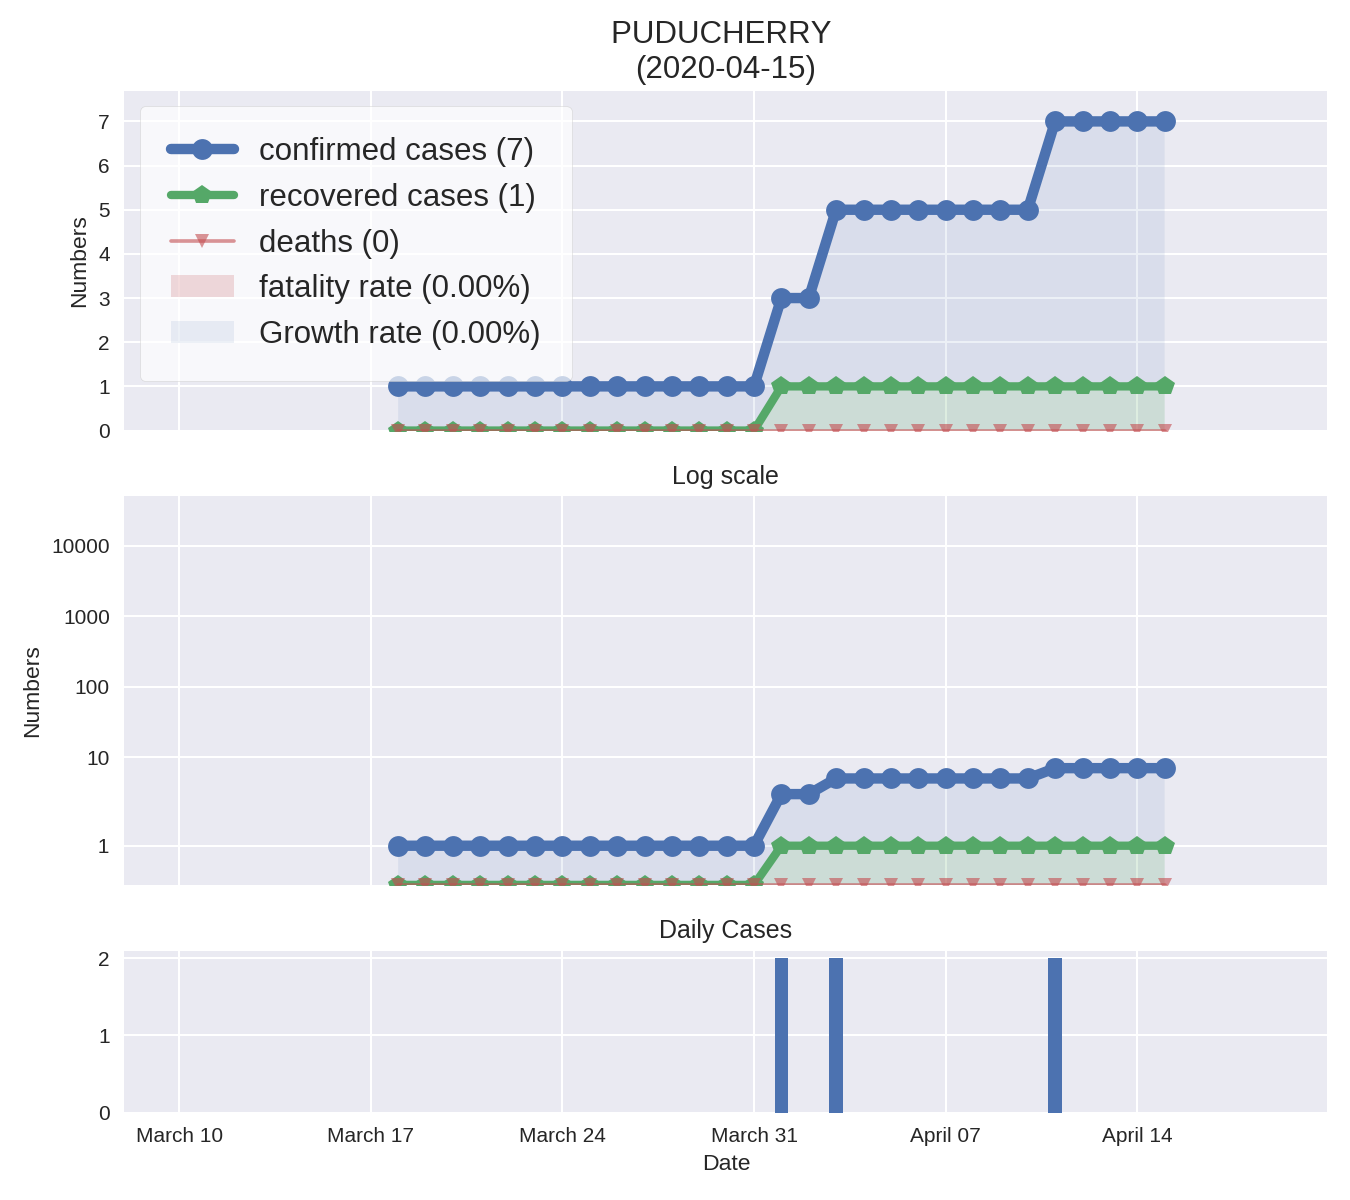 PUDUCHERRY
(2020-04-15)
7
6
5
4
3
2
1
0
Numbers
confirmed cases (7)
recovered cases (1)
deaths (0)
fatality rate (0.00%)
Growth rate (0.00%)
Log scale
10000
1000
100
10
1
Numbers
Daily Cases
2
1
0
March 10 March 17 March 24 March 31 April 07 April 14
Date